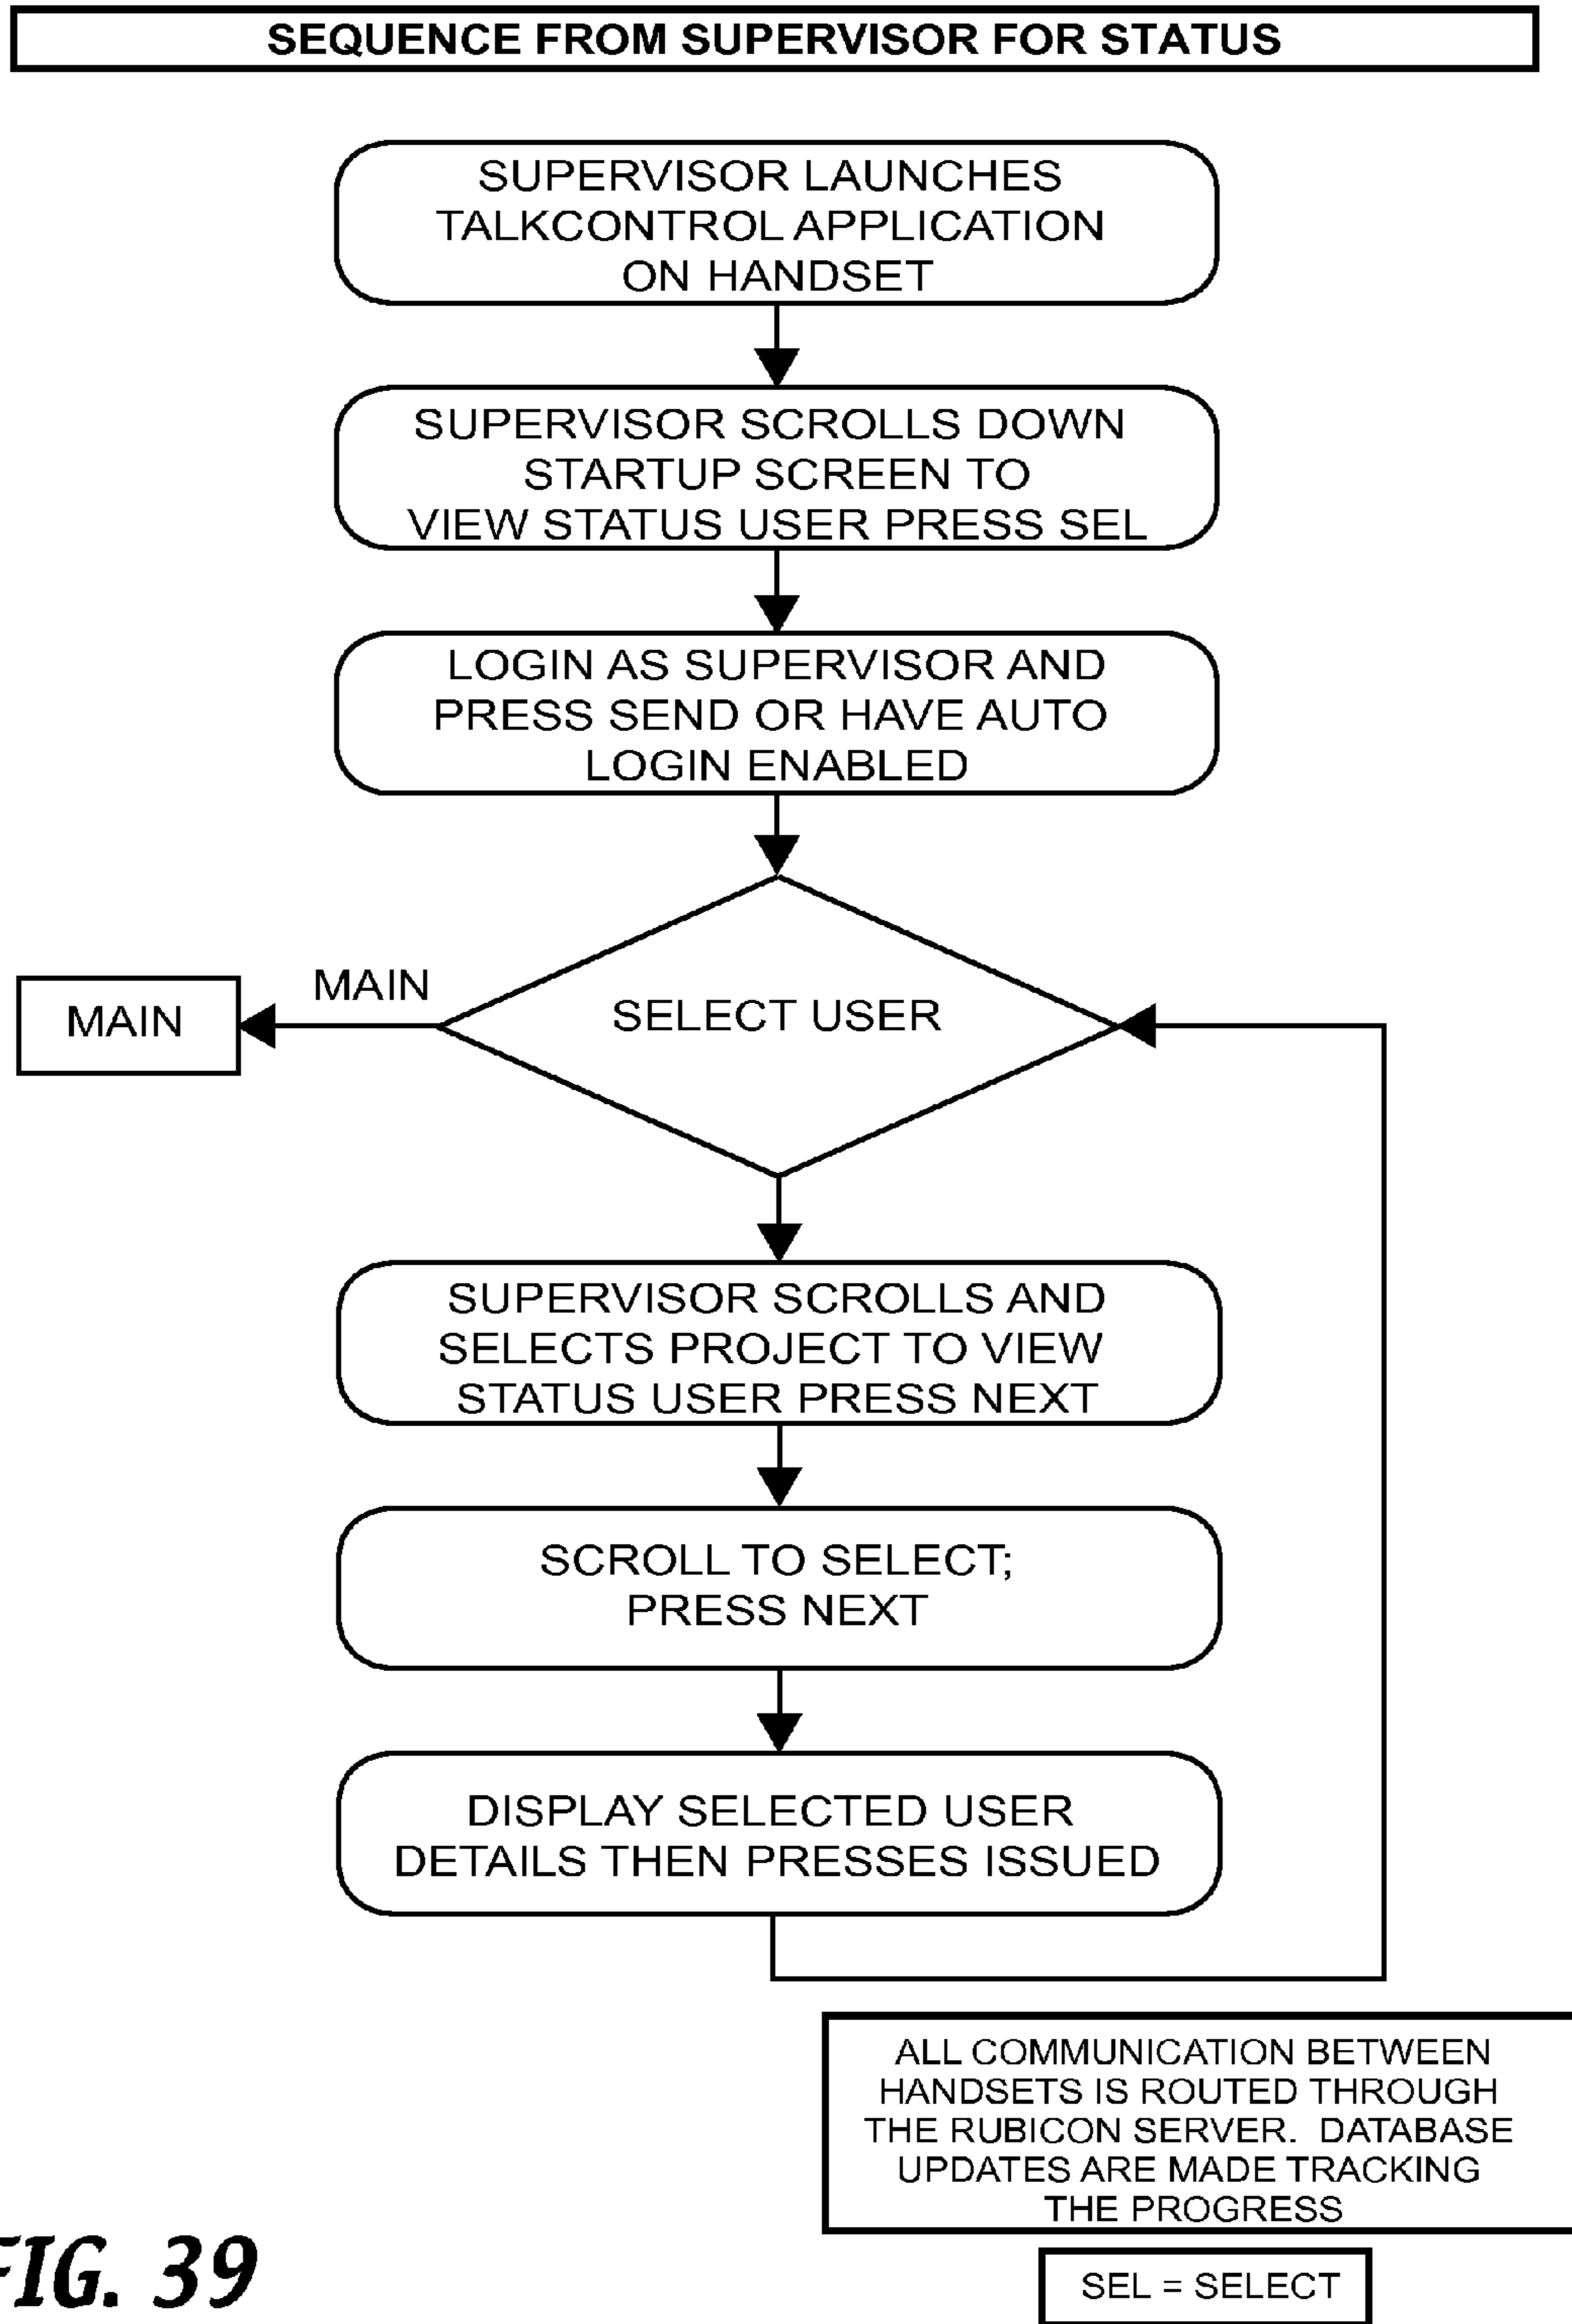 SEQUENCE FROM SUPERVISOR FOR STATUS
SUPERVISOR LAUNCHES
TALKCONTROL APPLICATION
ON HANDSET
SUPERVISOR SCROLLS DOWN
STARTUP SCREEN TO
VIEW STATUS USER PRESS SEL
LOGIN AS SUPERVISOR AND
PRESS SEND OR HAVE AUTO
LOGIN ENABLED
MAIN
MAIN
SELECT USER
SUPERVISOR SCROLLS AND
SELECTS PROJECT TO VIEW
STATUS USER PRESS NEXT
SCROLL TO SELECT;
PRESS NEXT
DISPLAY SELECTED USER
DETAILS THEN PRESSES ISSUED
ALL COMMUNICATION BETWEEN
HANDSETS IS ROUTED THROUGH
THE RUBICON SERVER. DATABASE
UPDATES ARE MADE TRACKING
THE PROGRESS
SEL = SELECT
FIG. 39